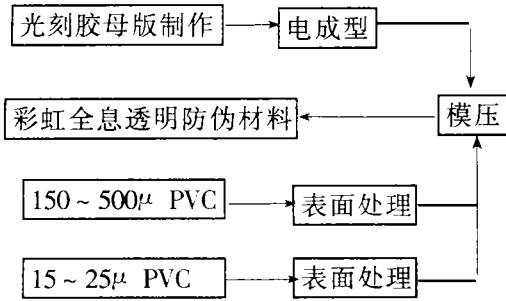 光刻胶母版制作
电成型
彩虹全息透明防伪材料
模压
150~500μ PVC
表面处理
15~25μ PVC
表面处理